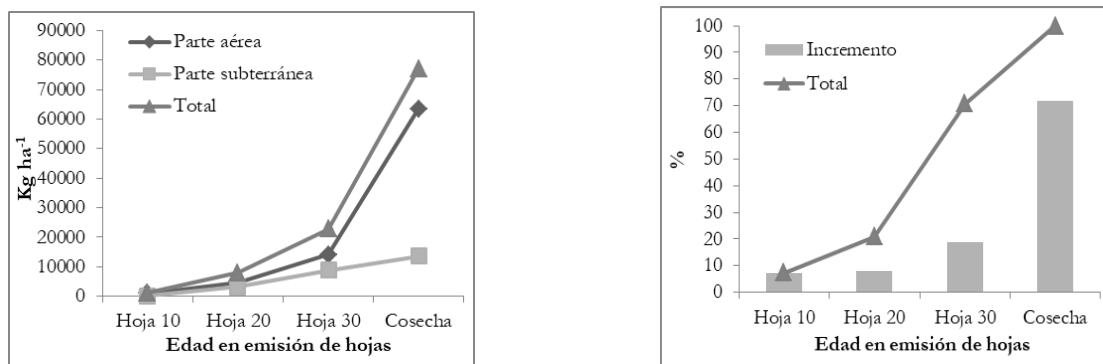 90000
80000
70000
60000
50000
40000
30000
20000
10000
0
Kg ha⁻¹
Parte aérea
Parte subterránea
Total
Hoja 10 Hoja 20 Hoja 30 Cosecha
Edad en emisión de hojas
100
90
80
70
60
50
40
30
20
10
0
%
Incremento
Total
Hoja 10 Hoja 20 Hoja 30 Cosecha
Edad en emisión de hojas